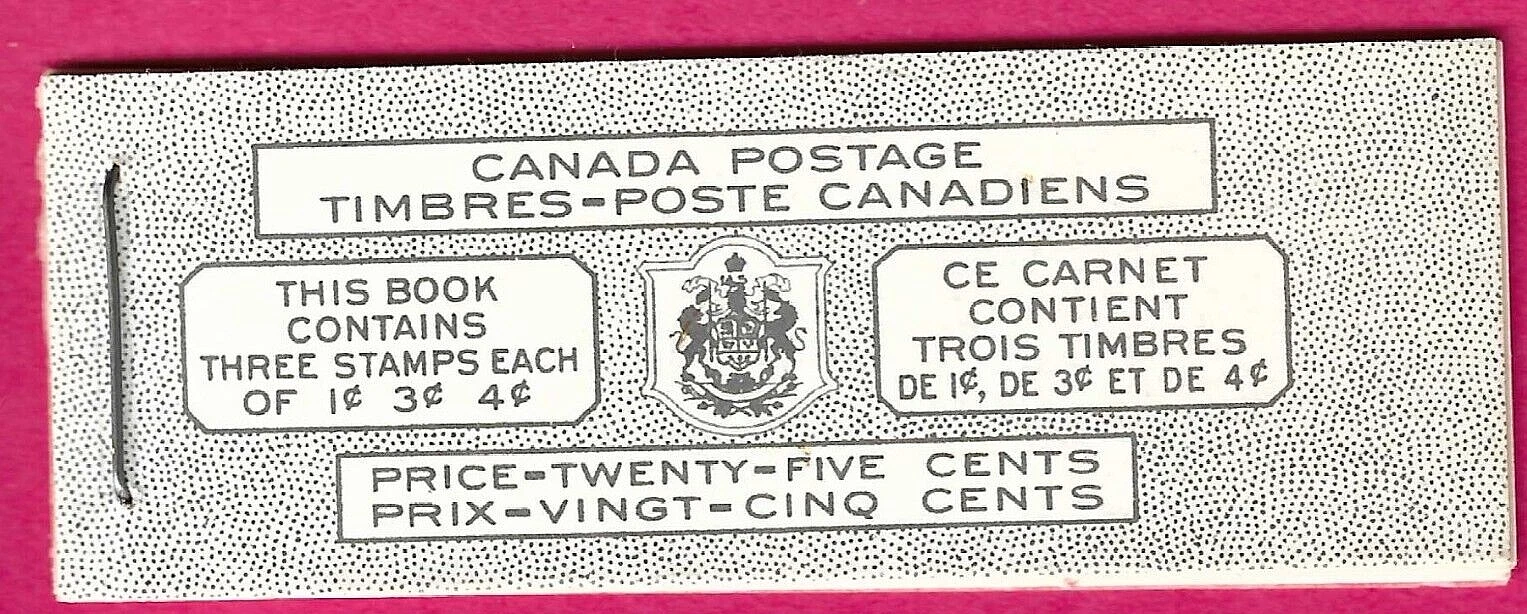 CANADA POSTAGE
TIMBRES-POSTE CANADIENS
THIS BOOK
CONTAINS
THREE STAMPS EACH
OF 1¢ 3¢ 4¢
CE CARNET
CONTIENT
TROIS TIMBRES
DE 1¢, DE 3¢ ET DE 4¢
PRICE-TWENTY-FIVE CENTS
PRIX-VINGT-CINQ CENTS